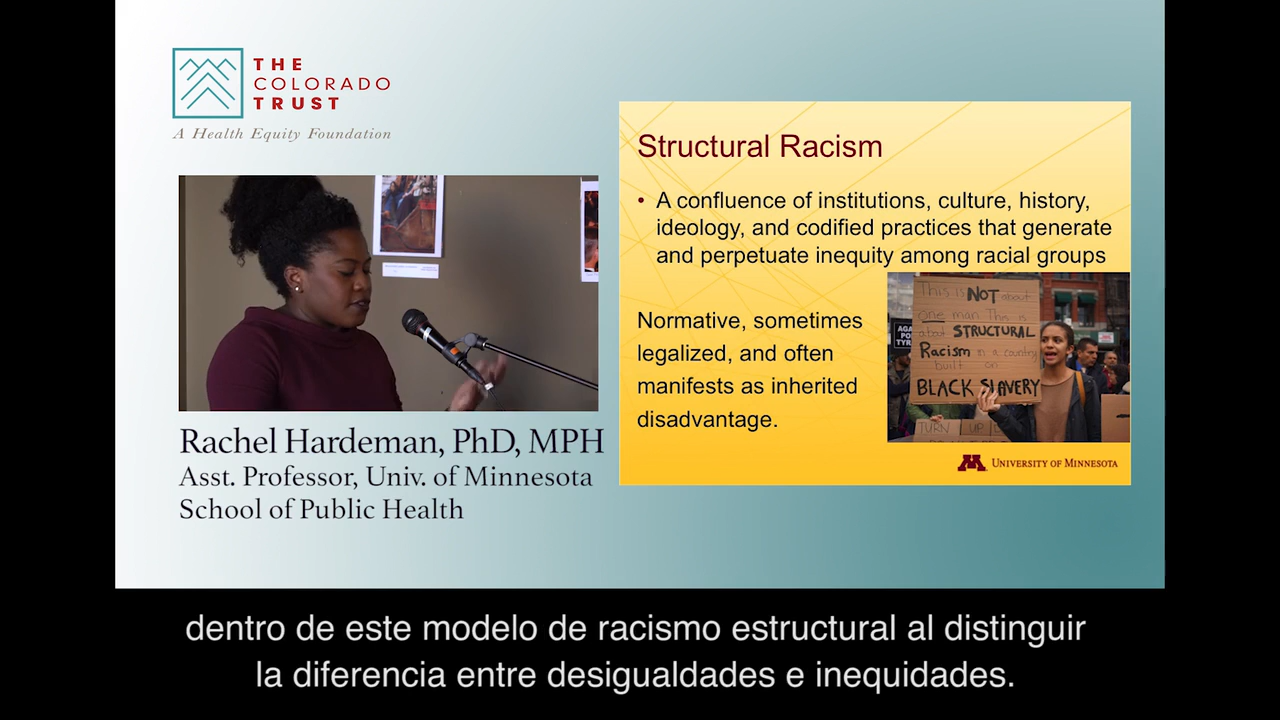 THE
COLORADO
TRUST
A Health Equity Foundation
Rachel Hardeman, PhD, MPH
Asst. Professor, Univ. of Minnesota
School of Public Health
Structural Racism
• A confluence of institutions, culture, history,
ideology, and codified practices that generate
and perpetuate inequity among racial groups
Normative, sometimes
legalized, and often
manifests as inherited
disadvantage.
This is NOT about
one man This is
about STRUCTURAL
Racism in a country
built on
BLACK SLAVERY
TURN UP
UNIVERSITY OF MINNESOTA
dentro de este modelo de racismo estructural al distinguir
la diferencia entre desigualdades e inequidades.